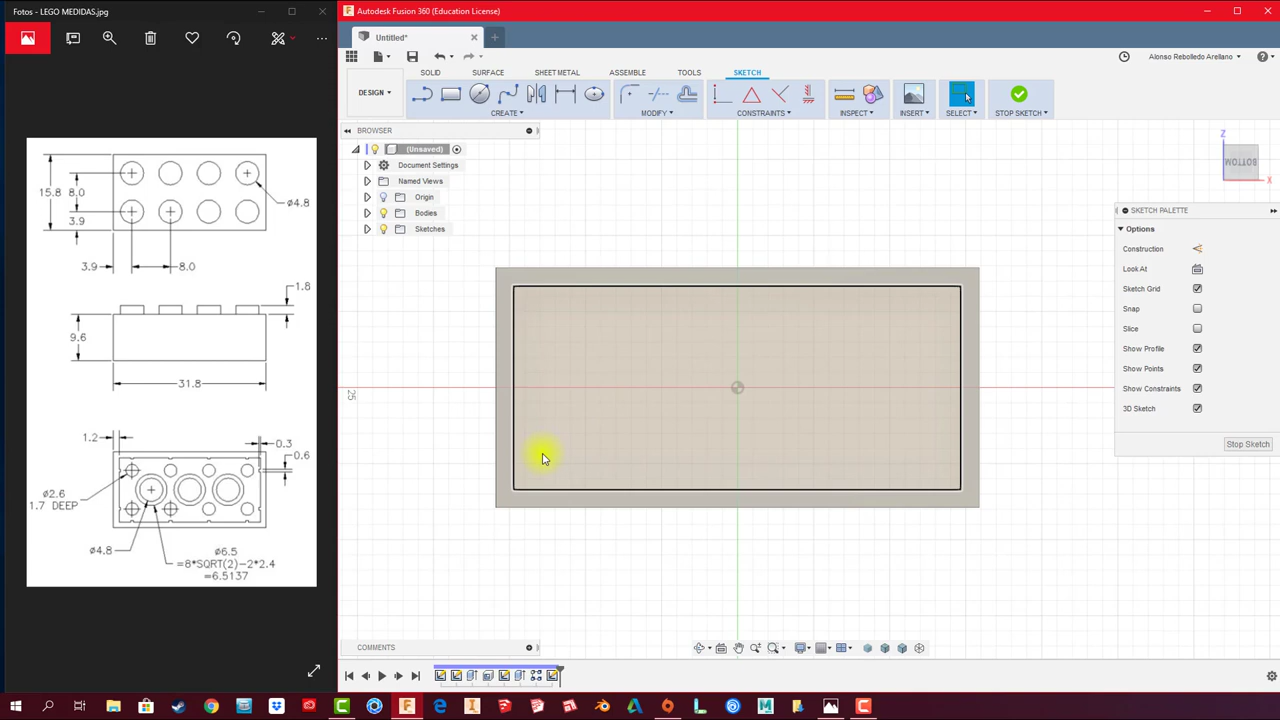 Fotos - LEGO MEDIDAS.jpg
Autodesk Fusion 360 (Education License)
Untitled*
Alonso Rebolledo Arellano
SOLID
SURFACE
SHEET METAL
ASSEMBLE
TOOLS
SKETCH
DESIGN
CREATE
MODIFY
CONSTRAINTS
INSPECT
INSERT
SELECT
STOP SKETCH
BROWSER
(Unsaved)
Document Settings
Named Views
Origin
Bodies
Sketches
Z
BOTTOM
X
SKETCH PALETTE
Options
Construction
Look At
Sketch Grid
Snap
Slice
Show Profile
Show Points
Show Constraints
3D Sketch
Stop Sketch
25
COMMENTS
15.8
8.0
3.9
ø4.8
3.9
8.0
1.8
9.6
31.8
1.2
0.3
0.6
ø2.6
1.7 DEEP
ø4.8
ø6.5
=8*SQRT(2)-2*2.4
=6.5137